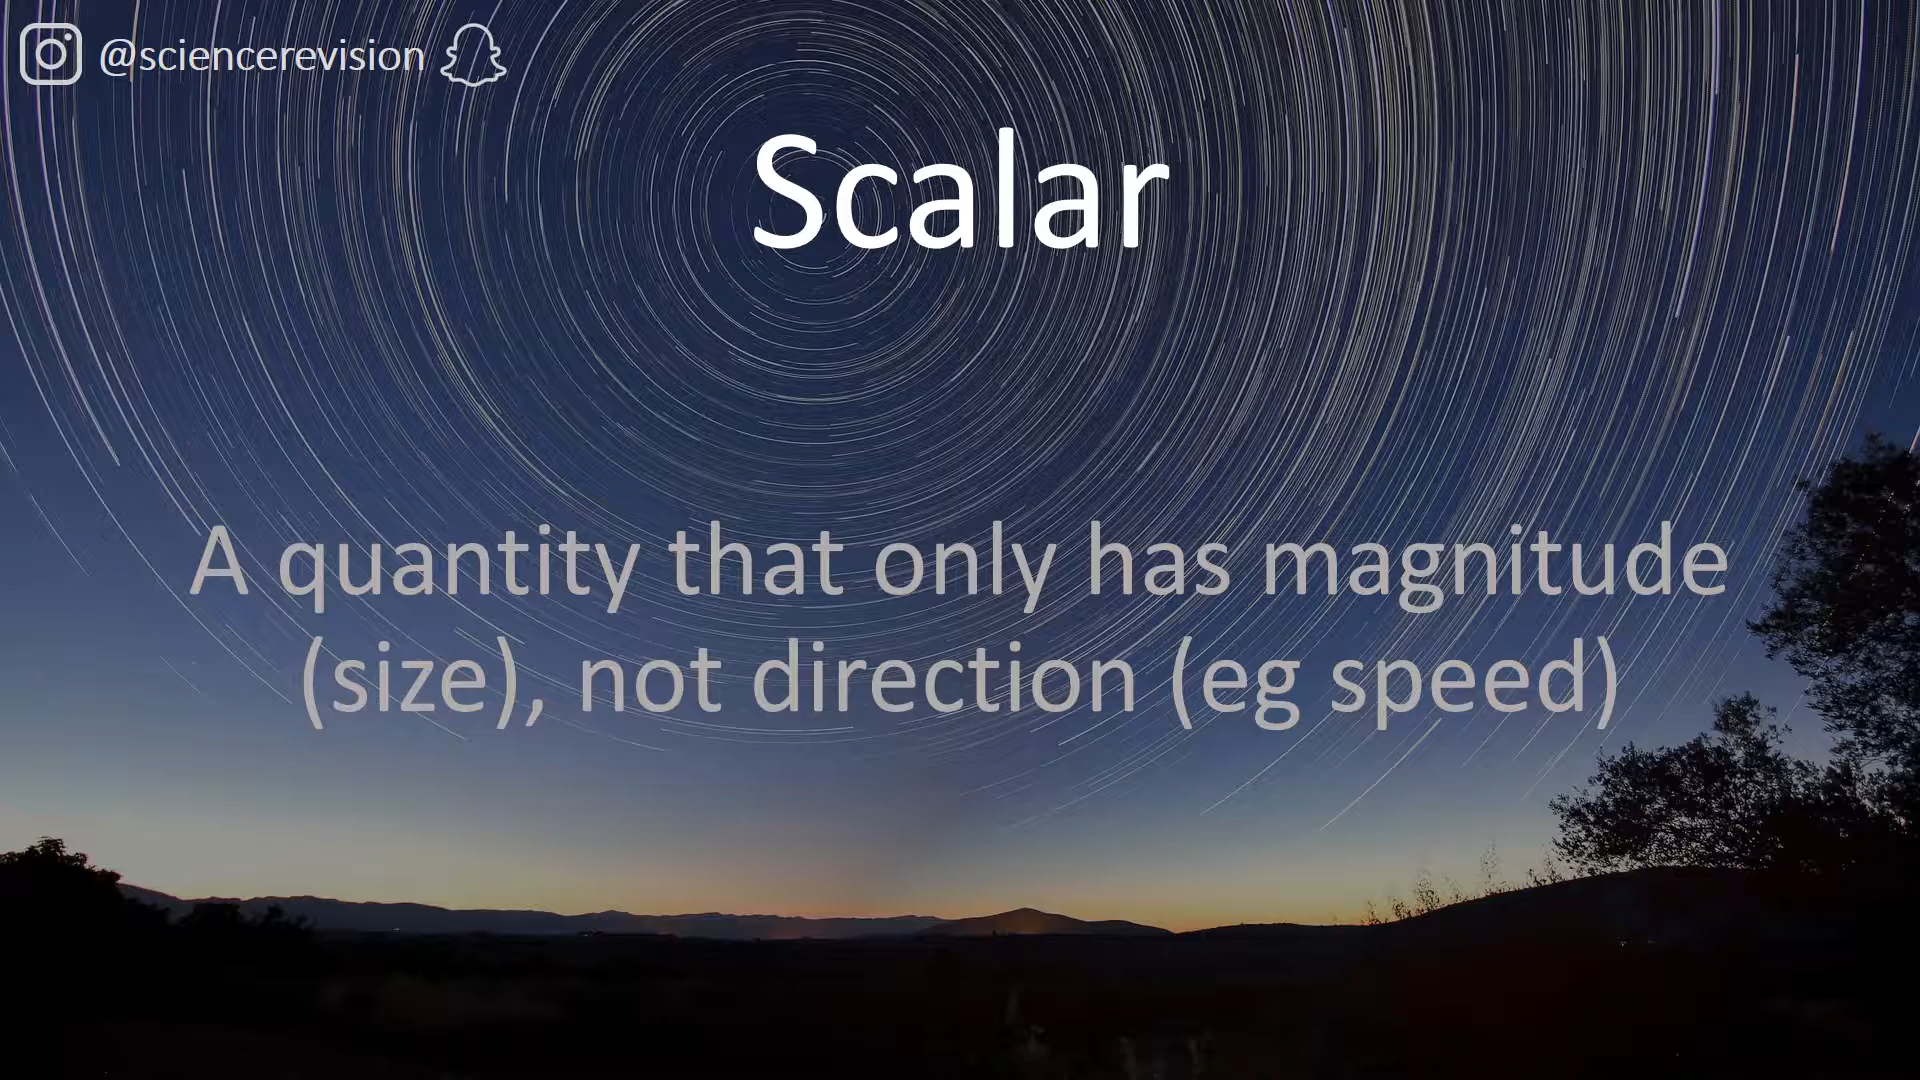 @sciencerevision
Scalar
A quantity that only has magnitude
(size), not direction (eg speed)